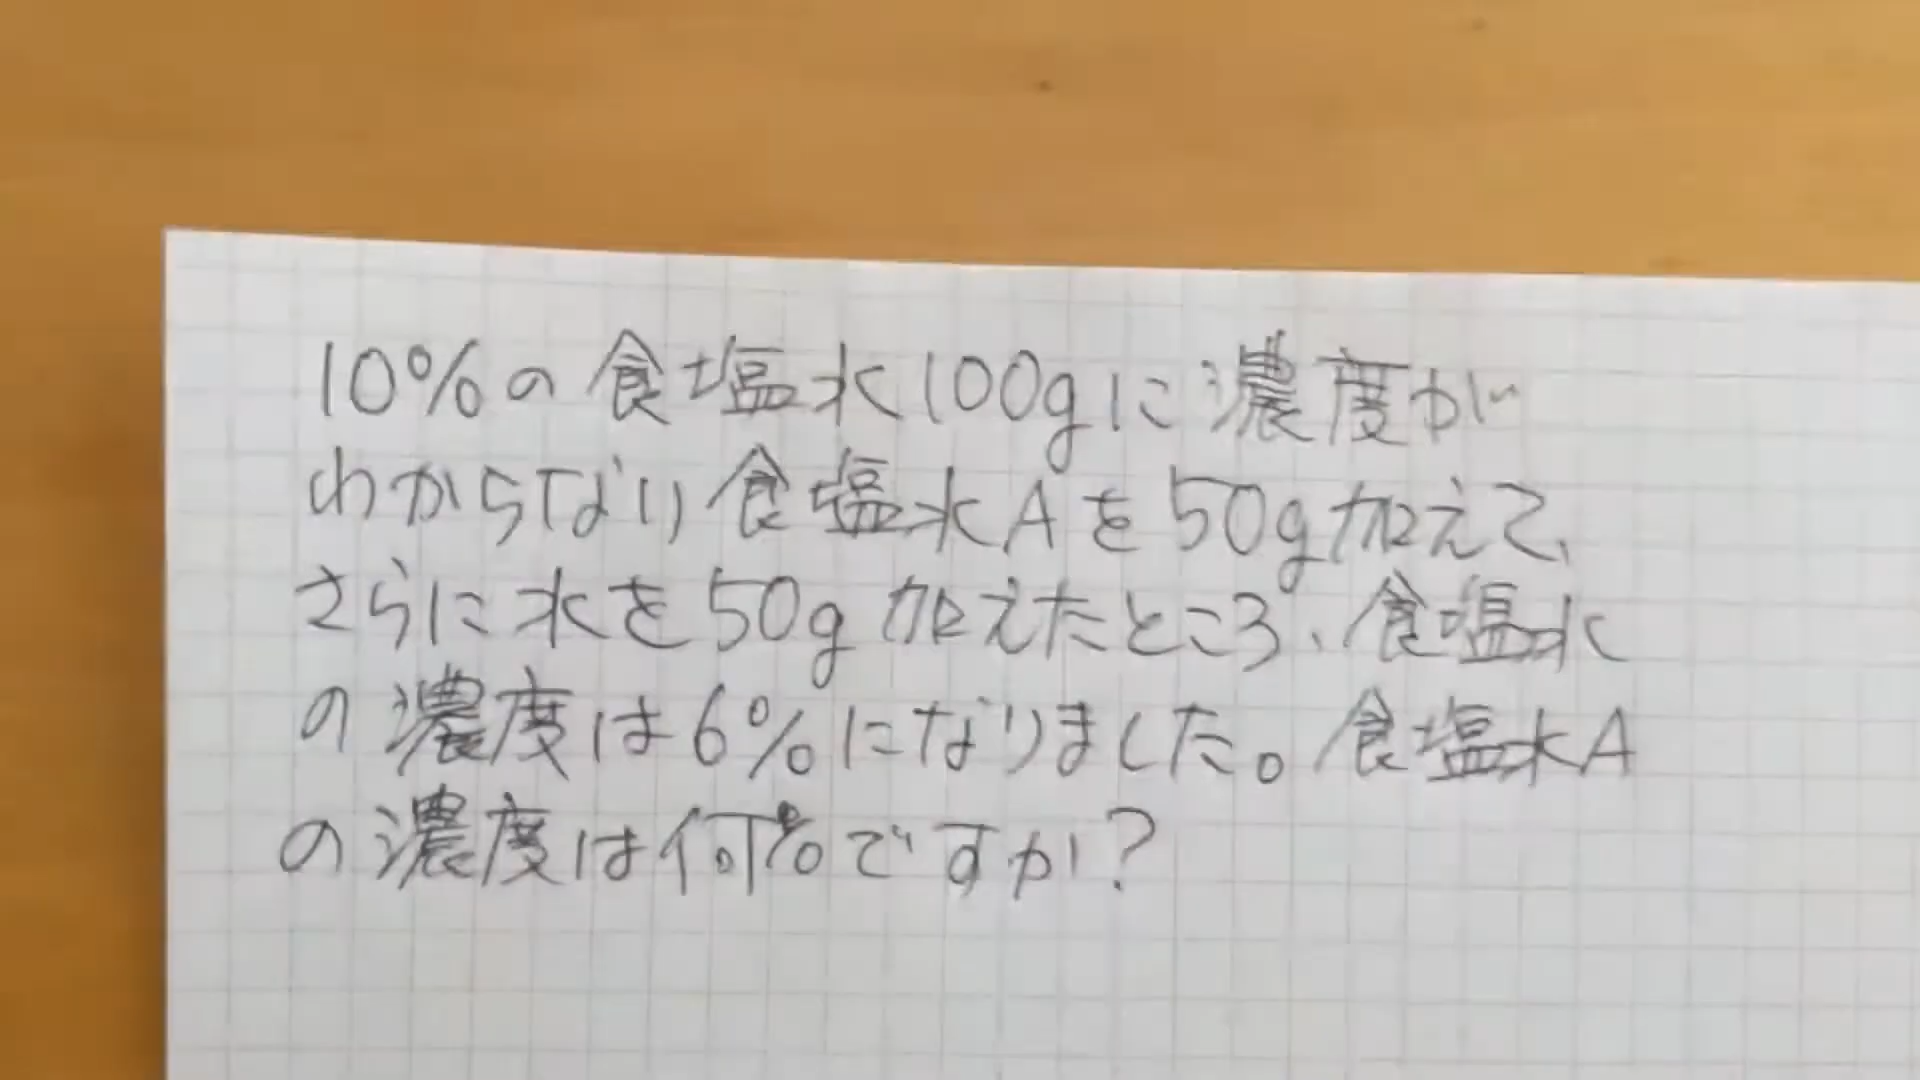 10%の食塩水100gに濃度が
わからない食塩水Aを50g加えて、
さらに水を50g加えたところ、食塩水
の濃度は6%になりました。食塩水A
の濃度は何%ですか?